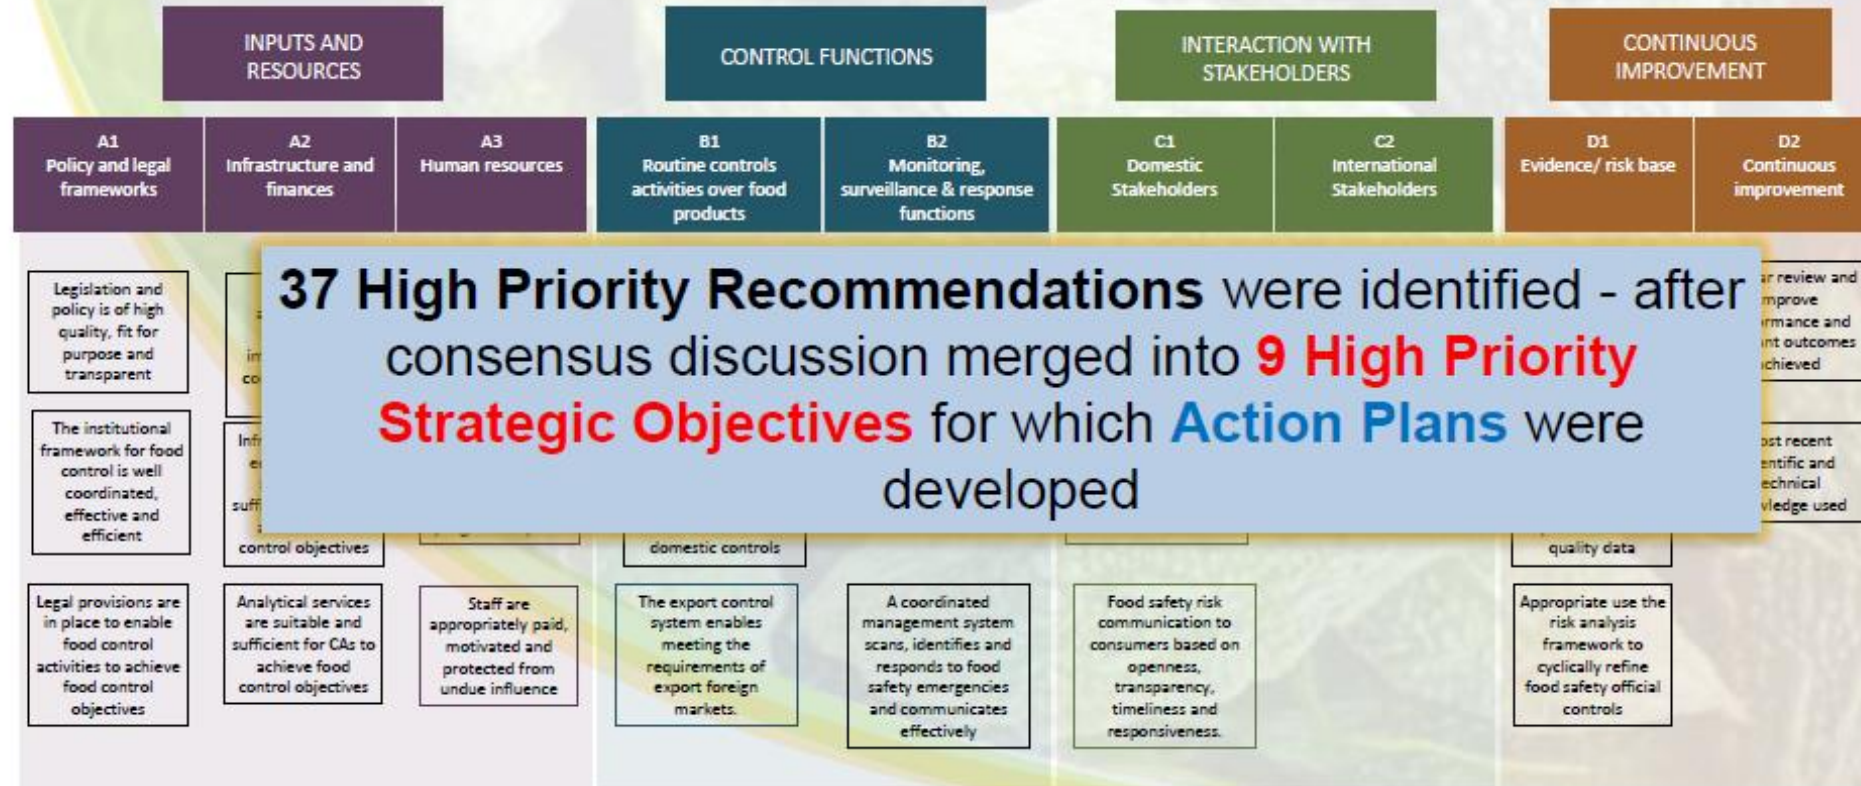 INPUTS AND
RESOURCES
CONTROL FUNCTIONS
INTERACTION WITH
STAKEHOLDERS
CONTINUOUS
IMPROVEMENT
A1
Policy and legal
frameworks
A2
Infrastructure and
finances
A3
Human resources
B1
Routine controls
activities over food
products
B2
Monitoring,
surveillance & response
functions
C1
Domestic
Stakeholders
C2
International
Stakeholders
D1
Evidence/ risk base
D2
Continuous
improvement
37 High Priority Recommendations were identified - after
consensus discussion merged into 9 High Priority
Strategic Objectives for which Action Plans were
developed
Legislation and
policy is of high
quality, fit for
purpose and
transparent
The institutional
framework for food
control is well
coordinated,
effective and
efficient
Legal provisions are
in place to enable
food control
activities to achieve
food control
objectives
control objectives
Analytical services
are suitable and
sufficient for CAs to
achieve food
control objectives
Staff are
appropriately paid,
motivated and
protected from
undue influence
domestic controls
The export control
system enables
meeting the
requirements of
export foreign
markets.
A coordinated
management system
scans, identifies and
responds to food
safety emergencies
and communicates
effectively
Food safety risk
communication to
consumers based on
openness,
transparency,
timeliness and
responsiveness.
quality data
Appropriate use the
risk analysis
framework to
cyclically refine
food safety official
controls
review and
and
outcomes
recent
and
used